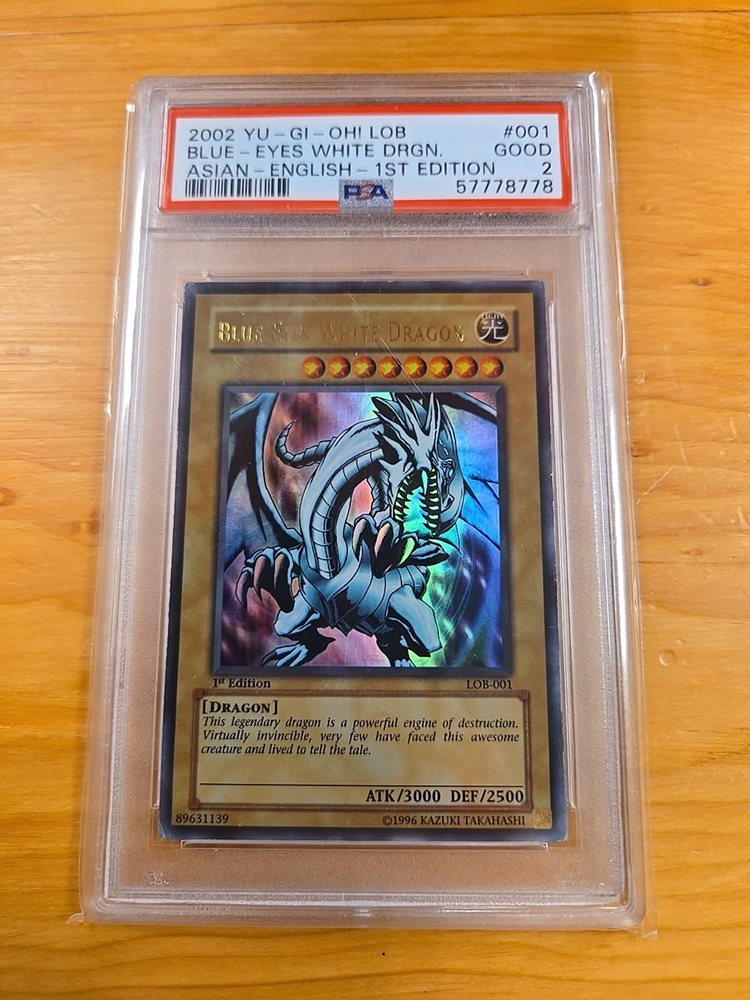 2002 YU-GI-OH! LOB #001
BLUE-EYES WHITE DRGN. GOOD
ASIAN-ENGLISH-1ST EDITION 2
PSA 57778778
BLUE-EYES WHITE DRAGON
LIGHT
光
1st Edition LOB-001
[DRAGON]
This legendary dragon is a powerful engine of destruction.
Virtually invincible, very few have faced this awesome
creature and lived to tell the tale.
ATK/3000 DEF/2500
89631139 ©1996 KAZUKI TAKAHASHI